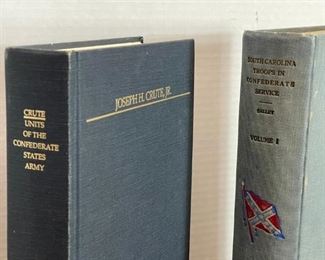 CRUTE
UNITS
OF THE
CONFEDERATE
STATES
ARMY
JOSEPH H. CRUTE, JR.
SOUTH CAROLINA
TROOPS IN
CONFEDERATE
SERVICE
SALLEY
VOLUME I